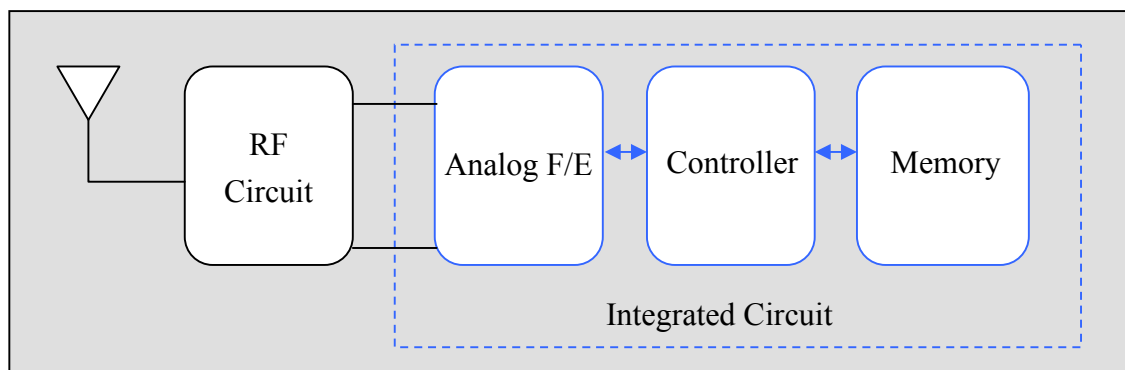 RF
Circuit
Analog F/E
Controller
Memory
Integrated Circuit